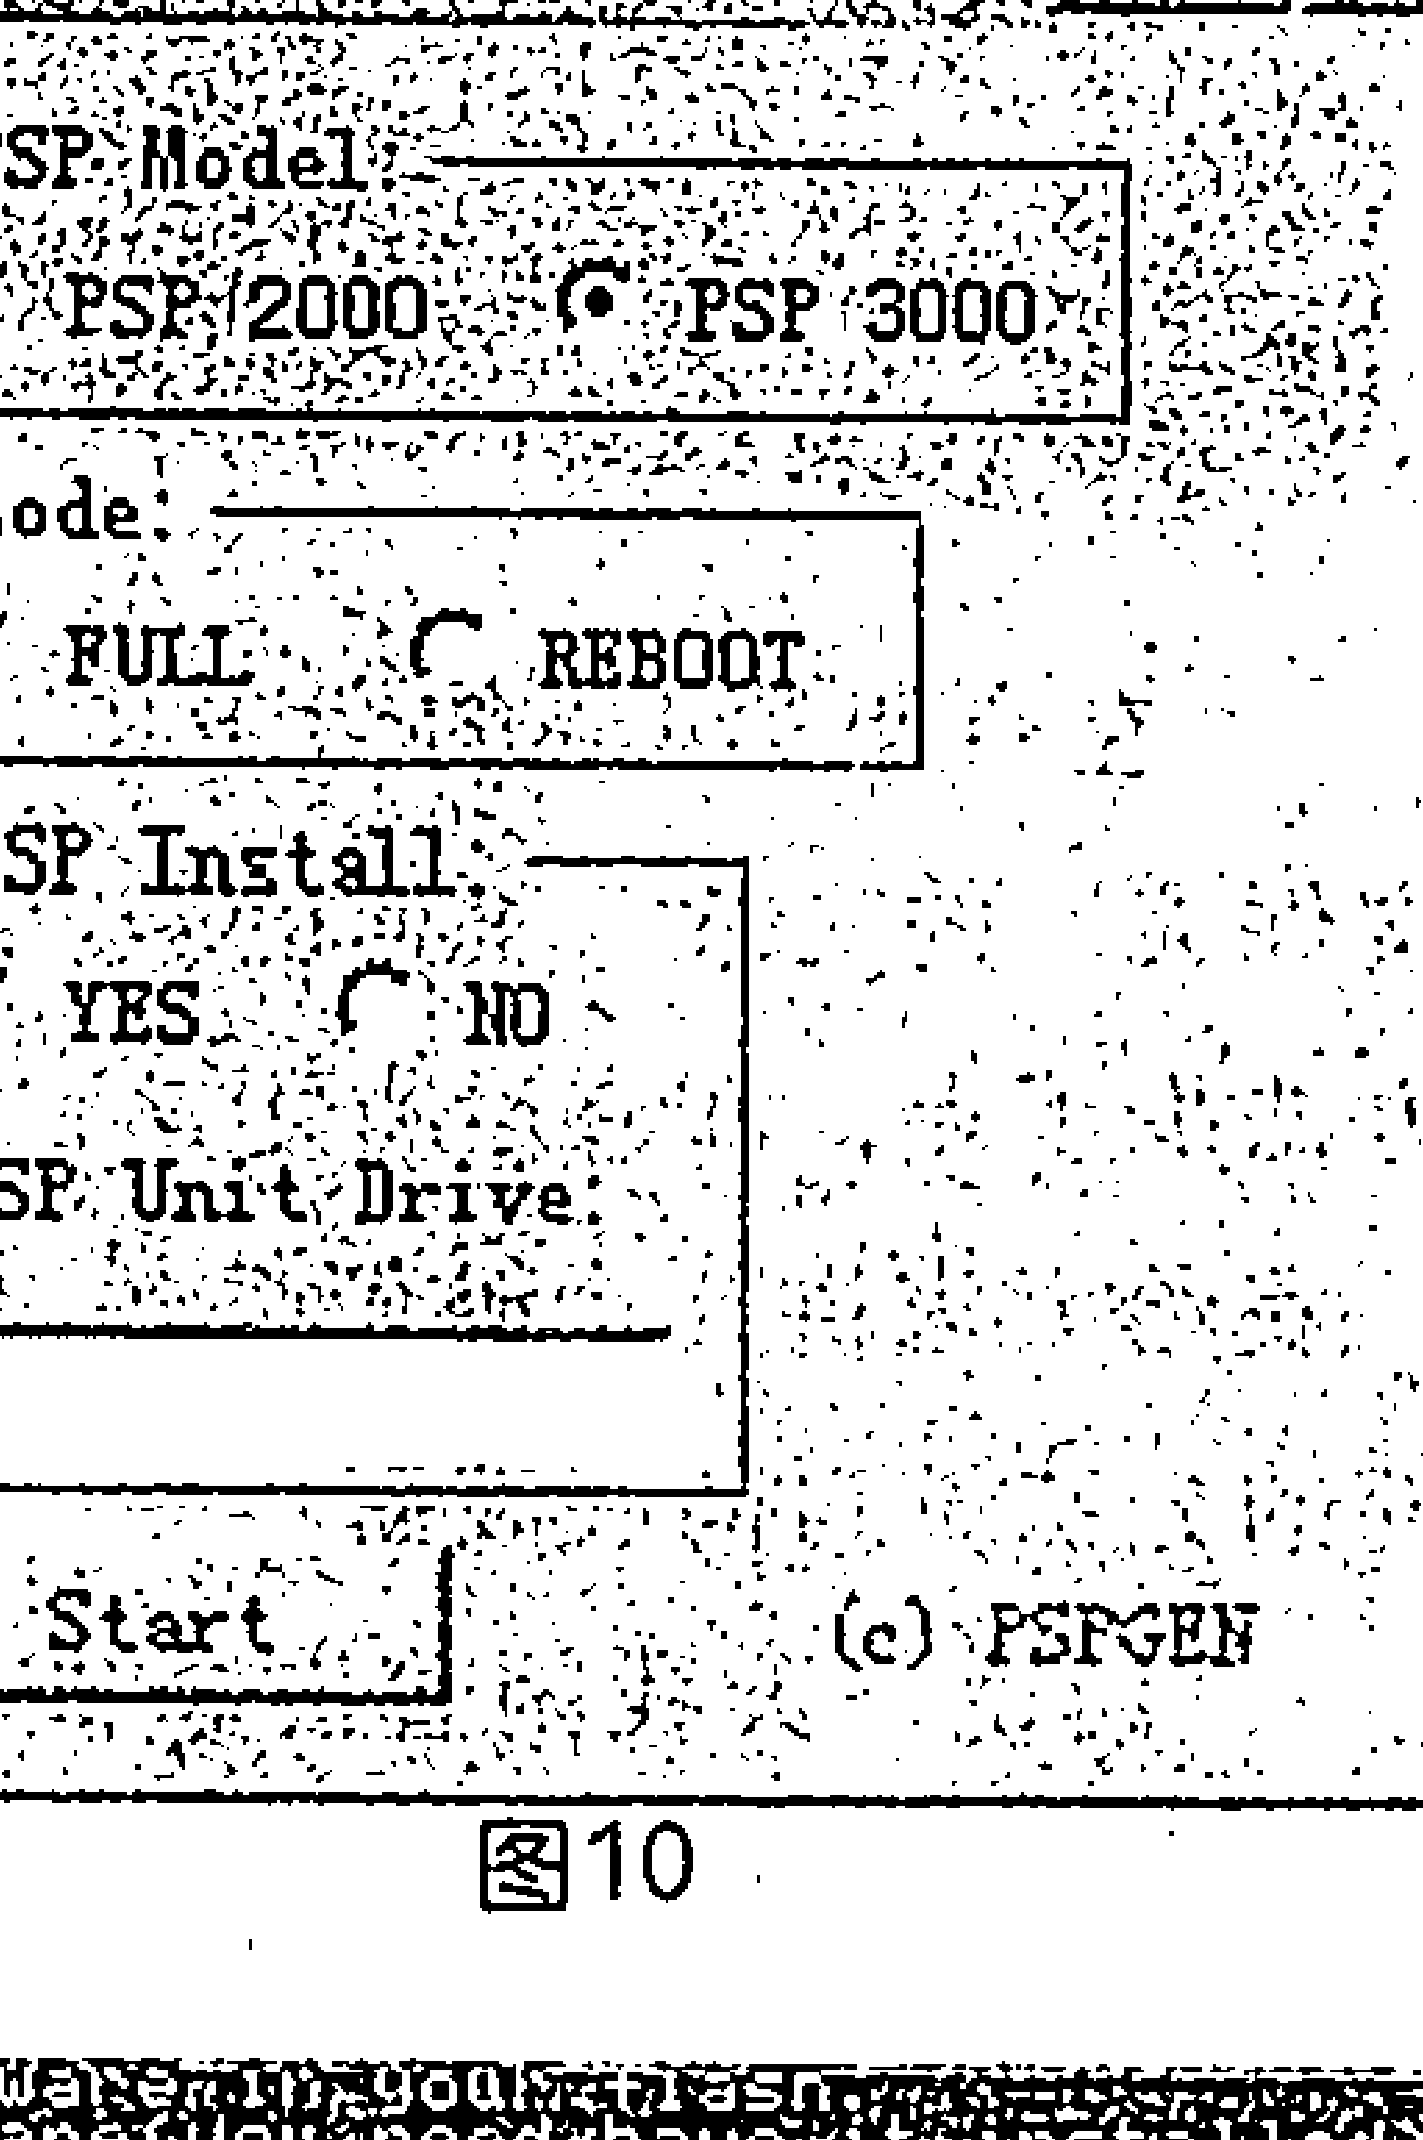 SP Model:
PSP 2000 PSP 3000
ode:
FULL REBOOT
SP Install:
YES NO
SP Unit Drive:
Start (c) PSPGEN
图10